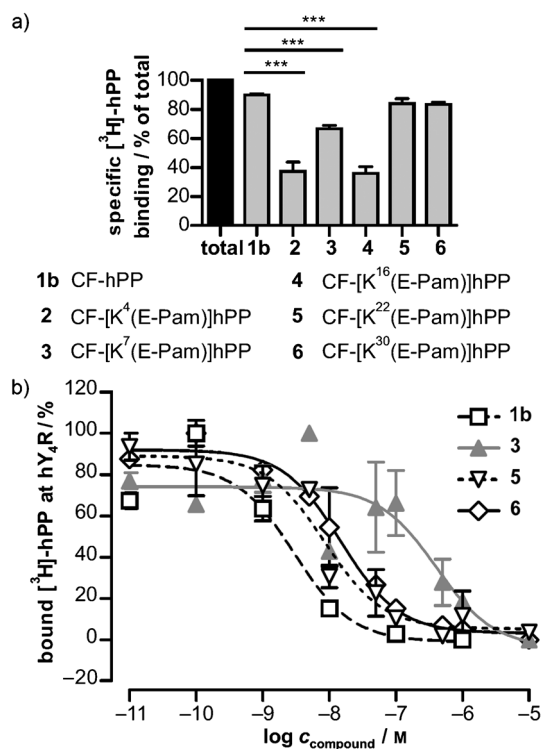 a)
***
***
***
specific [³H]-hPP
binding / % of total
100
80
60
40
20
0
total 1b 2 3 4 5 6
1b CF-hPP
2 CF-[K⁴(E-Pam)]hPP
3 CF-[K⁷(E-Pam)]hPP
4 CF-[K¹⁶(E-Pam)]hPP
5 CF-[K²²(E-Pam)]hPP
6 CF-[K³⁰(E-Pam)]hPP
b)
bound [³H]-hPP at hY₄R / %
120
100
80
60
40
20
0
−20
1b
3
5
6
−11 −10 −9 −8 −7 −6 −5
log c compound / M